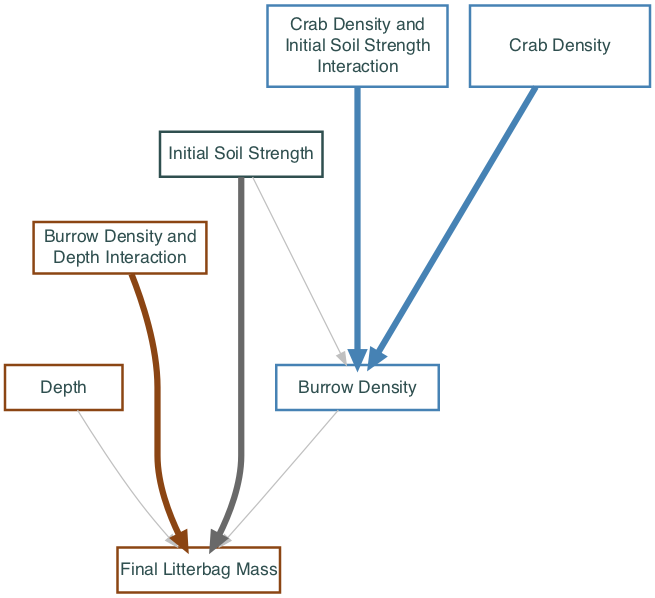 Crab Density and
Initial Soil Strength
Interaction
Crab Density
Initial Soil Strength
Burrow Density and
Depth Interaction
Depth
Burrow Density
Final Litterbag Mass